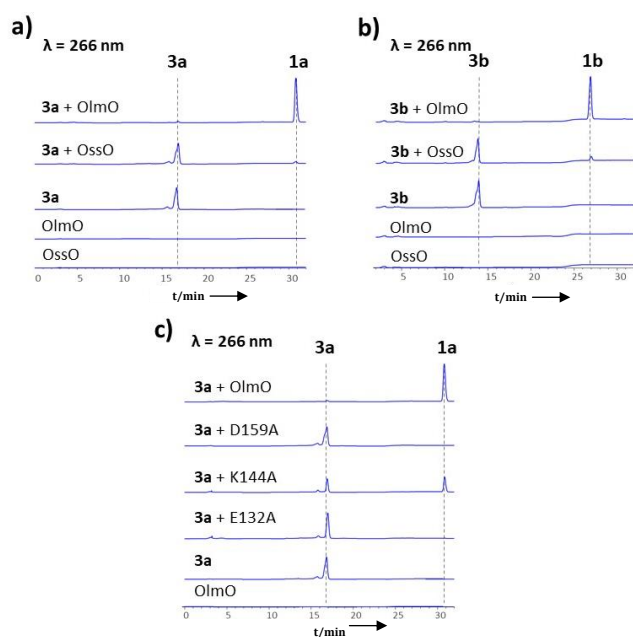 a)
λ = 266 nm
3a
1a
3a + OlmO
3a + OssO
3a
OlmO
OssO
0 5 10 15 20 25 30
t/min
b)
λ = 266 nm
3b
1b
3b + OlmO
3b + OssO
3b
OlmO
OssO
5 10 15 20 25 30
t/min
c)
λ = 266 nm
3a
1a
3a + OlmO
3a + D159A
3a + K144A
3a + E132A
3a
OlmO
0 5 10 15 20 25 30
t/min